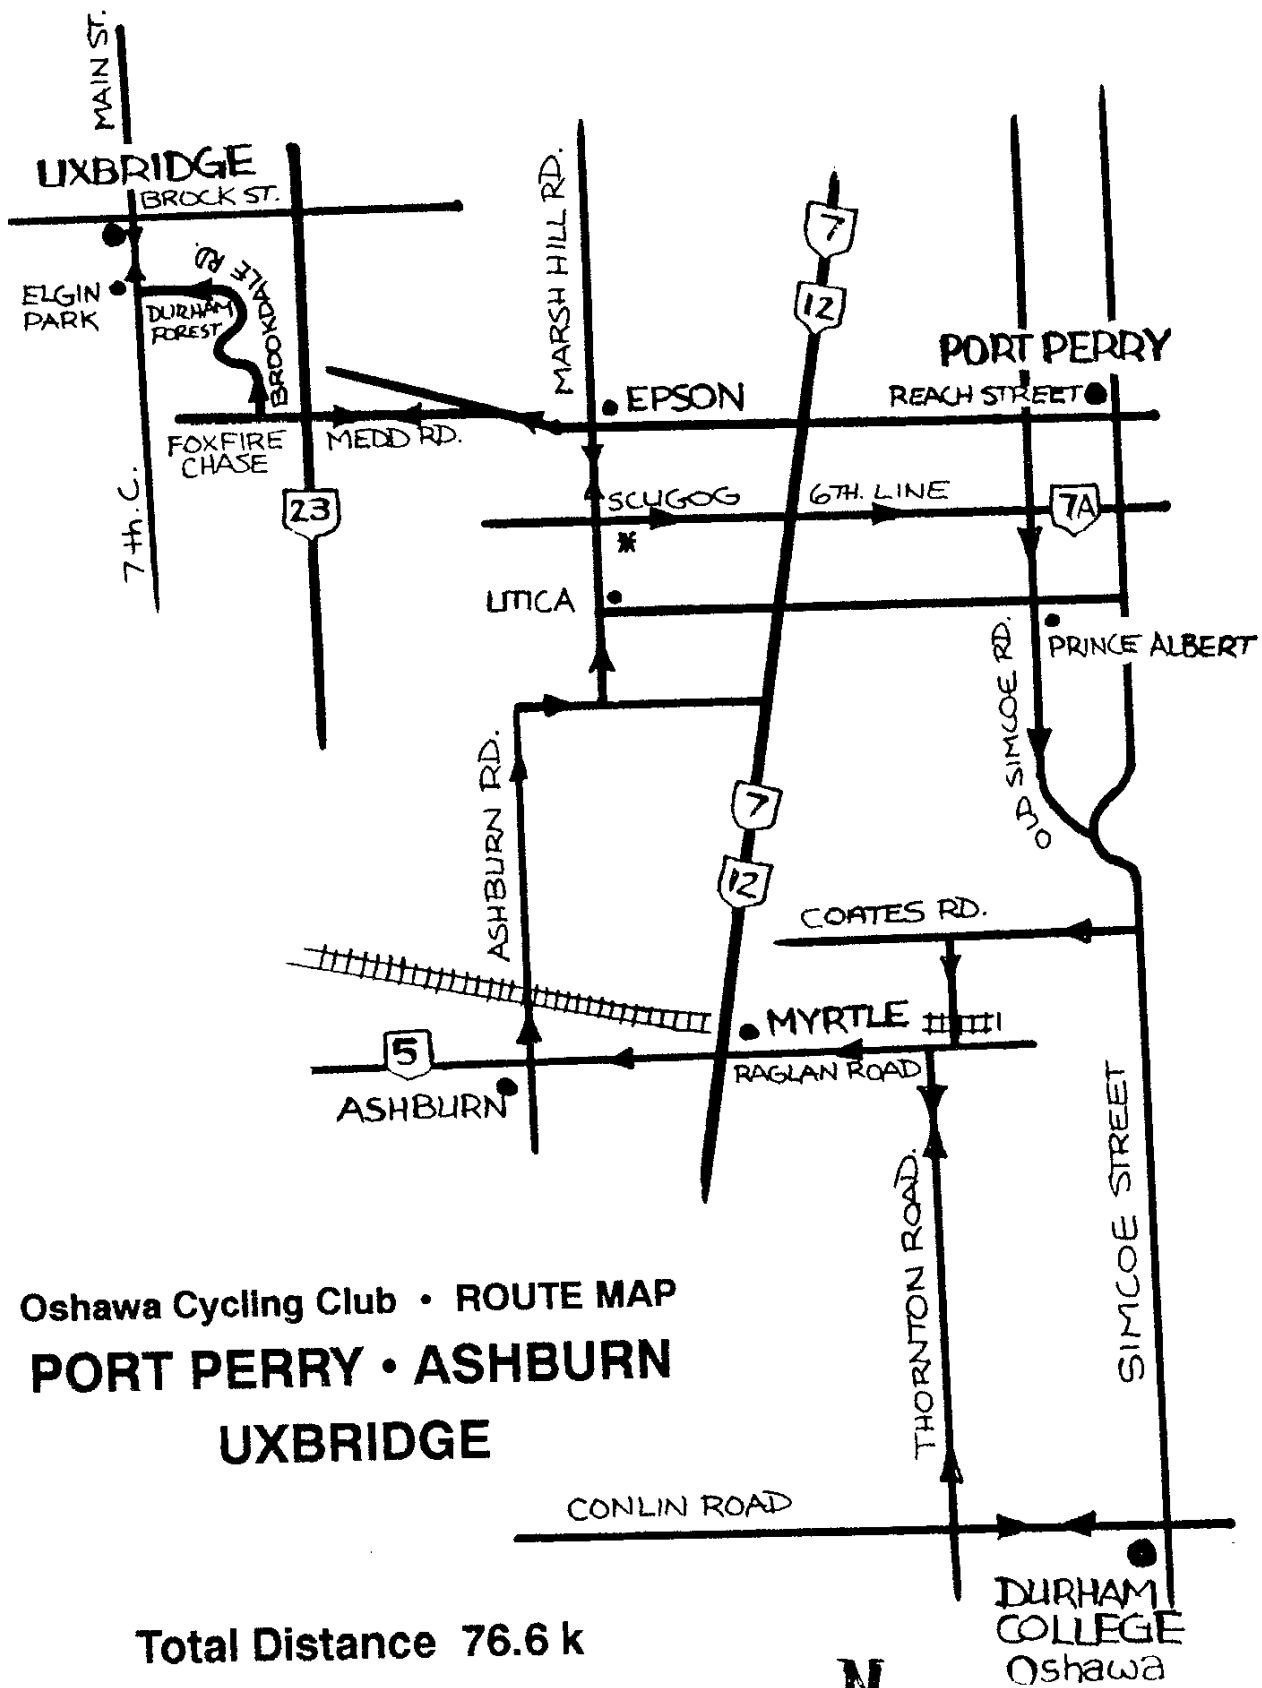 MAIN ST.
UXBRIDGE
BROCK ST.
MARSH HILL RD.
7
12
ELGIN
PARK
DURHAM
FOREST
BROOKDALE RD.
PORT PERRY
EPSON
REACH STREET
FOXFIRE
CHASE
MEDD RD.
7th. C.
23
SCUGOG
6TH. LINE
7A
*
UTICA
PRINCE ALBERT
OLD SIMCOE RD.
ASHBURN RD.
7
12
COATES RD.
MYRTLE
5
RAGLAN ROAD
ASHBURN
SIMCOE STREET
THORNTON ROAD.
Oshawa Cycling Club • ROUTE MAP
PORT PERRY • ASHBURN
UXBRIDGE
CONLIN ROAD
DURHAM
COLLEGE
Oshawa
Total Distance 76.6 k
N